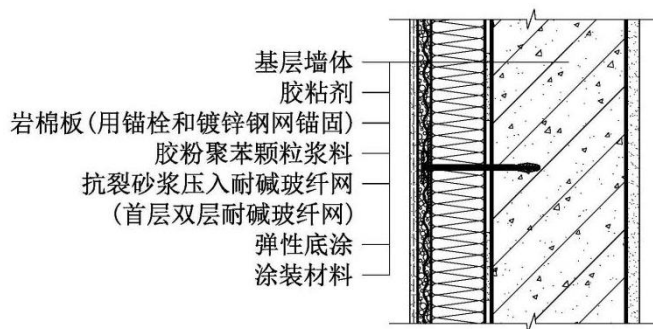 基层墙体
胶粘剂
岩棉板(用锚栓和镀锌钢网锚固)
胶粉聚苯颗粒浆料
抗裂砂浆压入耐碱玻纤网
(首层双层耐碱玻纤网)
弹性底涂
涂装材料